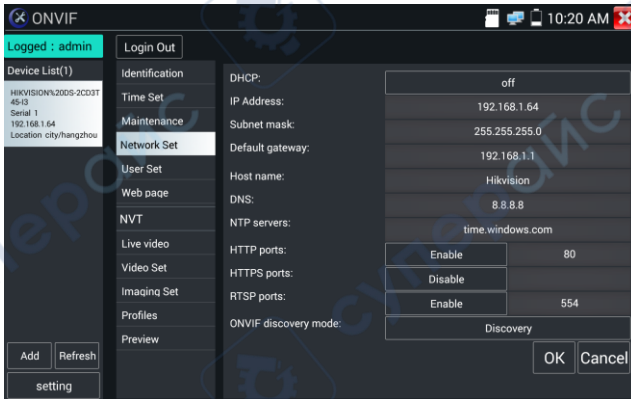 ONVIF
10:20 AM
Logged : admin
Login Out
Device List(1)
HIKVISION%20DS-2CD3T
45-I3
Serial 1
192.168.1.64
Location city/hangzhou
Identification
Time Set
Maintenance
Network Set
User Set
Web page
NVT
Live video
Video Set
Imaging Set
Profiles
Preview
DHCP: off
IP Address: 192.168.1.64
Subnet mask: 255.255.255.0
Default gateway: 192.168.1.1
Host name: Hikvision
DNS: 8.8.8.8
NTP servers: time.windows.com
HTTP ports: Enable 80
HTTPS ports: Disable
RTSP ports: Enable 554
ONVIF discovery mode: Discovery
Add Refresh
setting
OK Cancel
суперайс
суперайс